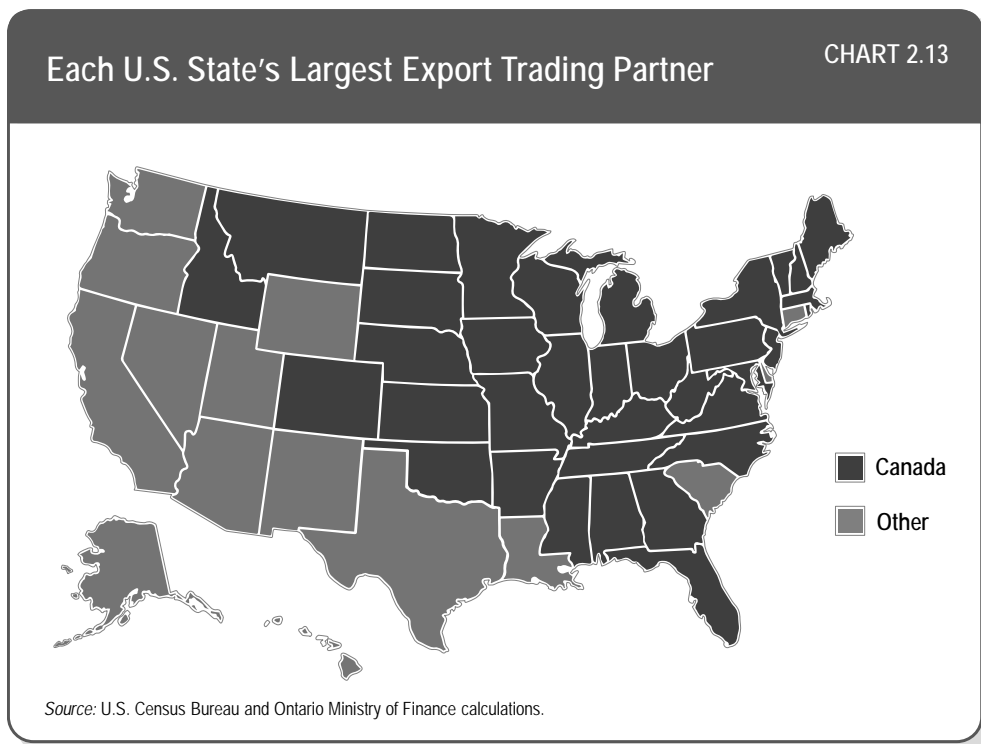 Each U.S. State's Largest Export Trading Partner
CHART 2.13
Canada
Other
Source: U.S. Census Bureau and Ontario Ministry of Finance calculations.